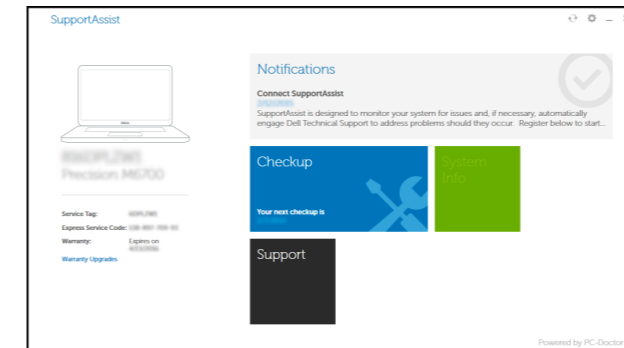 SupportAssist
Notifications
Connect SupportAssist
SupportAssist is designed to monitor your system for issues and, if necessary, automatically
engage Dell Technical Support to address problems should they occur. Register below to start...
Precision M6700
Checkup
Your next checkup is
System
Info
Service Tag:
Express Service Code:
Warranty: Expires on
Warranty Upgrades
Support
Powered by PC-Doctor